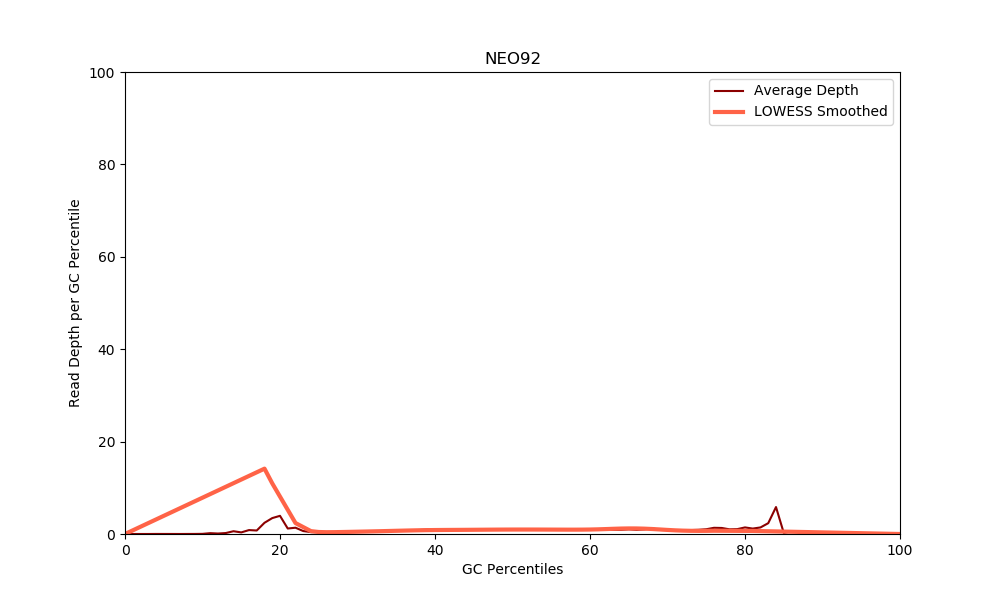 NEO92
Average Depth
LOWESS Smoothed
Read Depth per GC Percentile
100
80
60
40
20
0
0 20 40 60 80 100
GC Percentiles